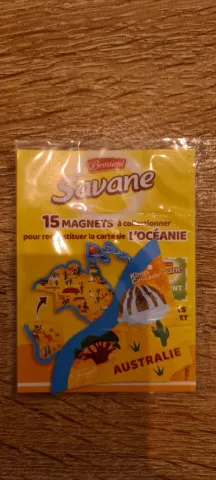 Brossard
Savane
15 MAGNETS à collectionner
pour reconstituer la carte de L'OCÉANIE
AUSTRALIE